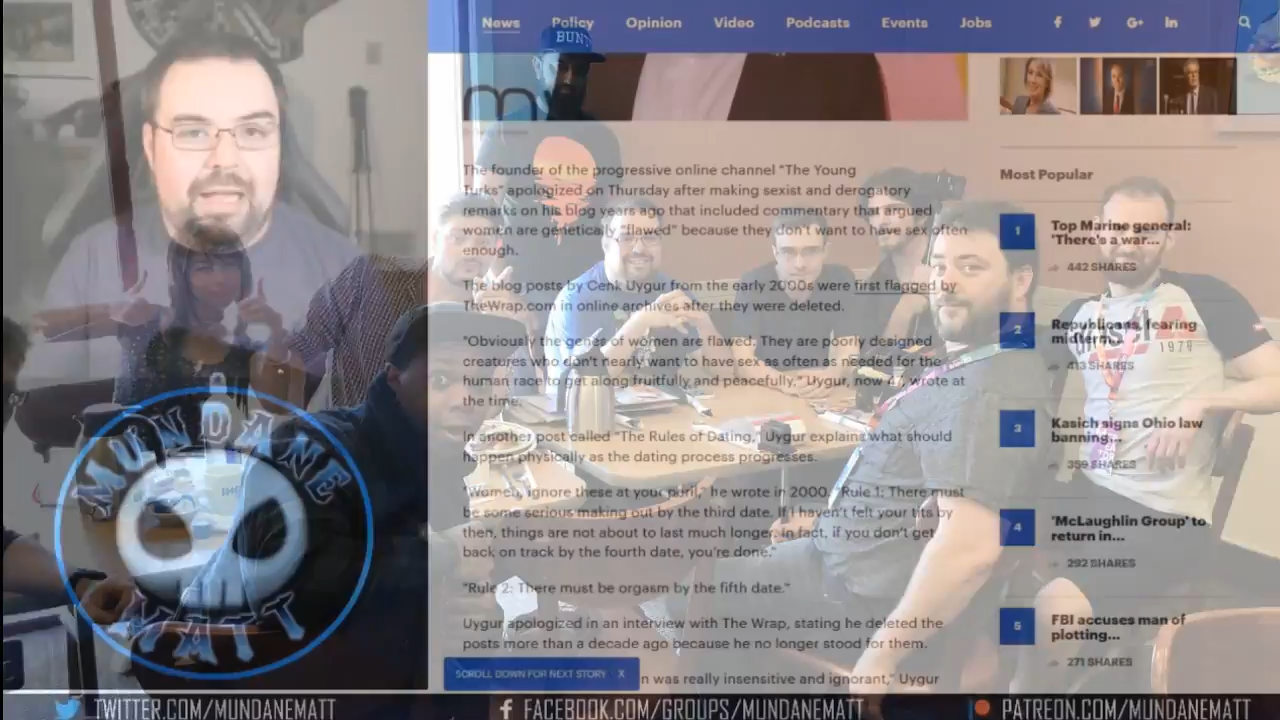 News Policy Opinion Video Podcasts Events Jobs
BUN
The founder of the progressive online channel "The Young
Turks" apologized on Thursday after making sexist and derogatory
remarks on his blog years ago that included commentary that argued
women are genetically "flawed" because they don't want to have sex often
enough.
The blog posts by Cenk Uygur from the early 2000s were first flagged by
TheWrap.com in online archives after they were deleted.
"Obviously the genes of women are flawed. They are poorly designed
creatures who don't nearly want to have sex as often as needed for the
human race to get along fruitfully and peacefully," Uygur, now 47, wrote at
the time.
In another post called "The Rules of Dating," Uygur explains what should
happen physically as the dating process progresses.
"Women, ignore these at your peril," he wrote in 2000. "Rule 1: There must
be some serious making out by the third date. If I haven't felt your tits by
then, things are not about to last much longer. In fact, if you don't get
back on track by the fourth date, you're done."
"Rule 2: There must be orgasm by the fifth date."
Uygur apologized in an interview with The Wrap, stating he deleted the
posts more than a decade ago because he no longer stood for them.
SCROLL DOWN FOR NEXT STORY X
n was really insensitive and ignorant," Uygur
Most Popular
1
Top Marine general:
'There's a war...
442 SHARES
2
Republicans, fearing
midterm...
413 SHARES
1979
3
Kasich signs Ohio law
banning...
359 SHARES
4
'McLaughlin Group' to
return in...
292 SHARES
5
FBI accuses man of
plotting...
271 SHARES
MUNDANE
MATT
TWITTER.COM/MUNDANEMATT
FACEBOOK.COM/GROUPS/MUNDANEMATT
PATREON.COM/MUNDANEMATT